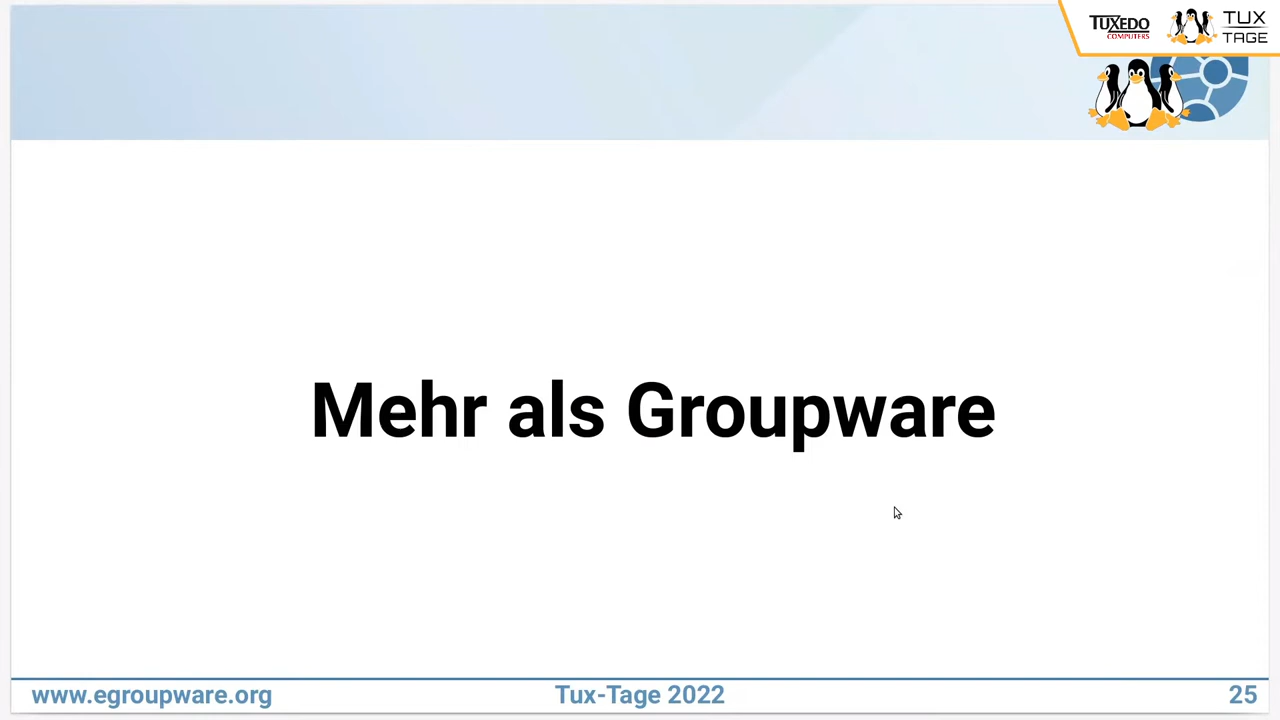 TUXEDO
COMPUTERS
TUX
TAGE
Mehr als Groupware
www.egroupware.org
Tux-Tage 2022
25